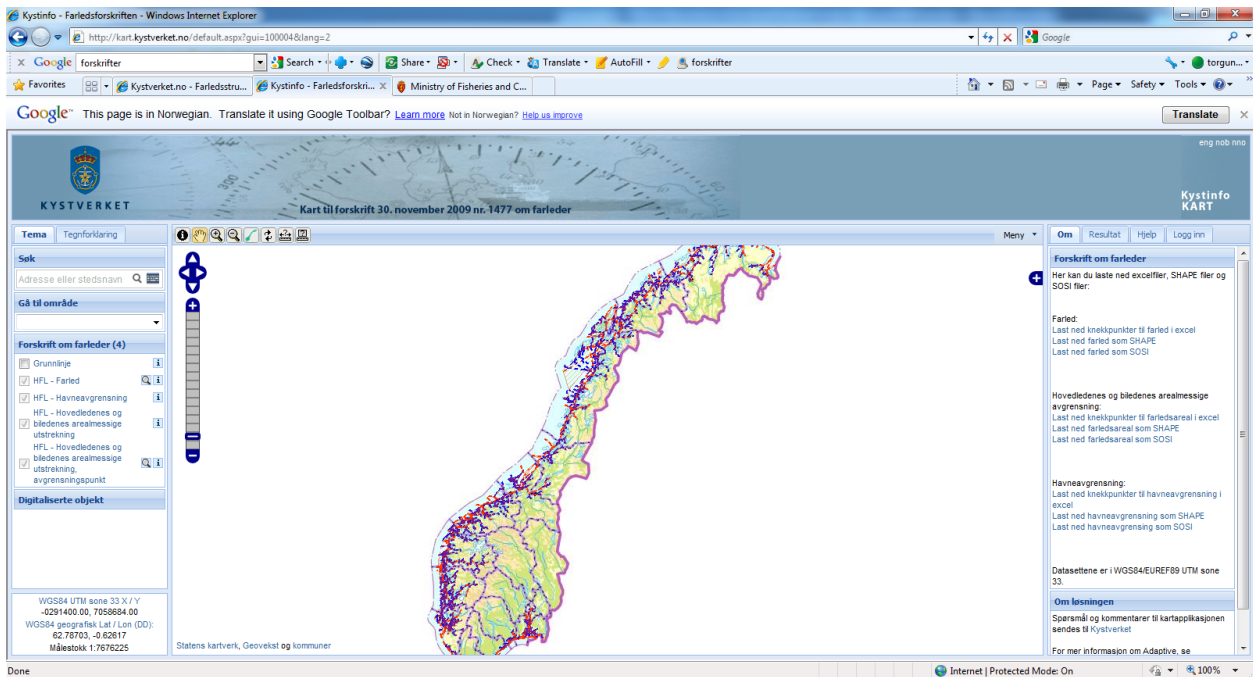 Kystinfo - Farledsforskriften - Windows Internet Explorer
http://kart.kystverket.no/default.aspx?gui=100004&lang=2
Google
x Google forskrifter Search Share Check Translate AutoFill forskrifter torgun...
Favorites Kystverket.no - Farledsstru... Kystinfo - Farledsforskri... X Ministry of Fisheries and C... Page Safety Tools
Google™ This page is in Norwegian. Translate it using Google Toolbar? Learn more Not in Norwegian? Help us improve Translate
eng nob nno
KYSTVERKET
Kart til forskrift 30. november 2009 nr. 1477 om farleder
Kystinfo
KART
Tema Tegnforklaring
Meny
Om Resultat Hjelp Logg inn
Søk
Adresse eller stedsnavn
Gå til område
Forskrift om farleder (4)
Grunnlinje
HFL - Farled
HFL - Havneavgrensning
HFL - Hovedledenes og
biledenes arealmessige
utstrekning
HFL - Hovedledenes og
biledenes arealmessige
utstrekning,
avgrensningspunkt
Digitaliserte objekt
WGS84 UTM sone 33 X / Y
-0291400.00, 7058684.00
WGS84 geografisk Lat / Lon (DD):
62.78703, -0.62617
Målestokk 1:7676225
Statens kartverk, Geovekst og kommuner
Forskrift om farleder
Her kan du laste ned excelfiler, SHAPE filer og
SOSI filer:
Farled:
Last ned knekkpunkter til farled i excel
Last ned farled som SHAPE
Last ned farled som SOSI
Hovedledenes og biledenes arealmessige
avgrensning:
Last ned knekkpunkter til farledsareal i excel
Last ned farledsareal som SHAPE
Last ned farledsareal som SOSI
Havneavgrensning:
Last ned knekkpunkter til havneavgrensning i
excel
Last ned havneavgrensning som SHAPE
Last ned havneavgrensing som SOSI
Datasettene er i WGS84/EUREF89 UTM sone
33.
Om løsningen
Spørsmål og kommentarer til kartapplikasjonen
sendes til Kystverket
For mer informasjon om Adaptive, se
Done
Internet | Protected Mode: On
100%